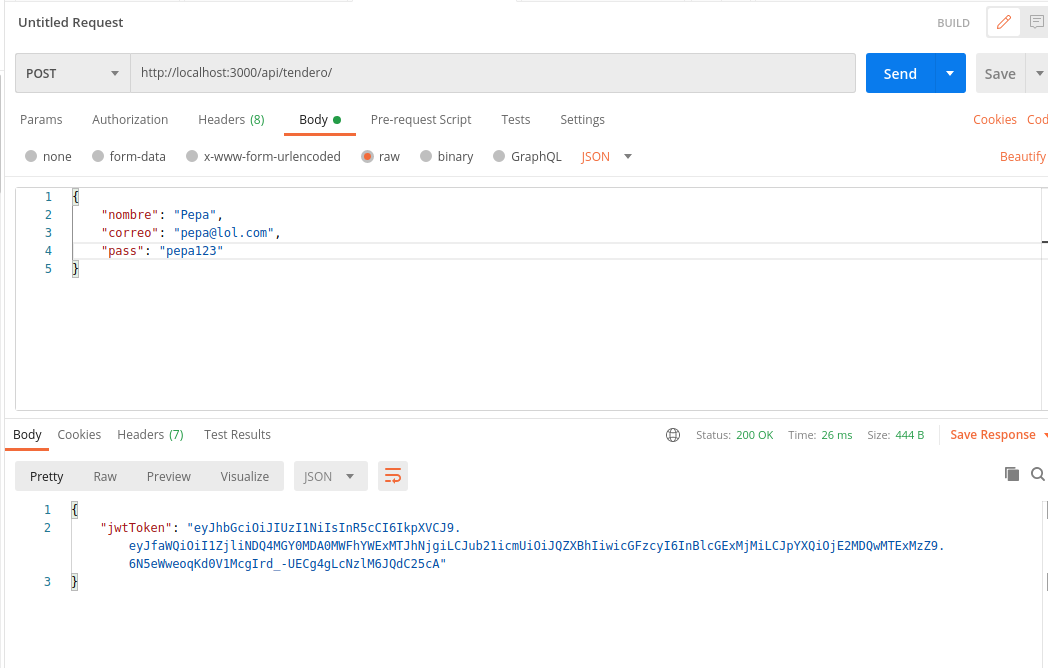 Untitled Request
BUILD
POST
http://localhost:3000/api/tendero/
Send
Save
Params Authorization Headers (8) Body Pre-request Script Tests Settings Cookies Cod
none form-data x-www-form-urlencoded raw binary GraphQL JSON Beautify
1 {
2 "nombre": "Pepa",
3 "correo": "pepa@lol.com",
4 "pass": "pepa123"
5 }
Body Cookies Headers (7) Test Results Status: 200 OK Time: 26 ms Size: 444 B Save Response
Pretty Raw Preview Visualize JSON
1 {
2 "jwtToken": "eyJhbGciOiJIUzI1NiIsInR5cCI6IkpXVCJ9.
eyJfaWQiOiI1ZjliNDQ4MGY0MDA0MWFhYWExMTJhNjgiLCJub21icmUiOiJQZXBhIiwicGFzcyI6InBlcGExMjMiLCJpYXQiOjE2MDQwMTExMzZ9.
6N5eWweoqKd0V1McgIrd_-UECg4gLcNzlM6JQdC25cA"
3 }